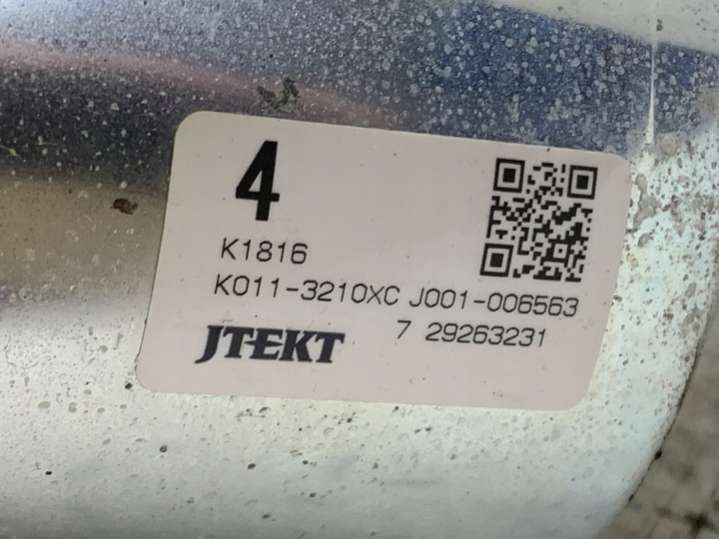 4
K1816
K011-3210XC J001-006563
JTEKT 7 29263231